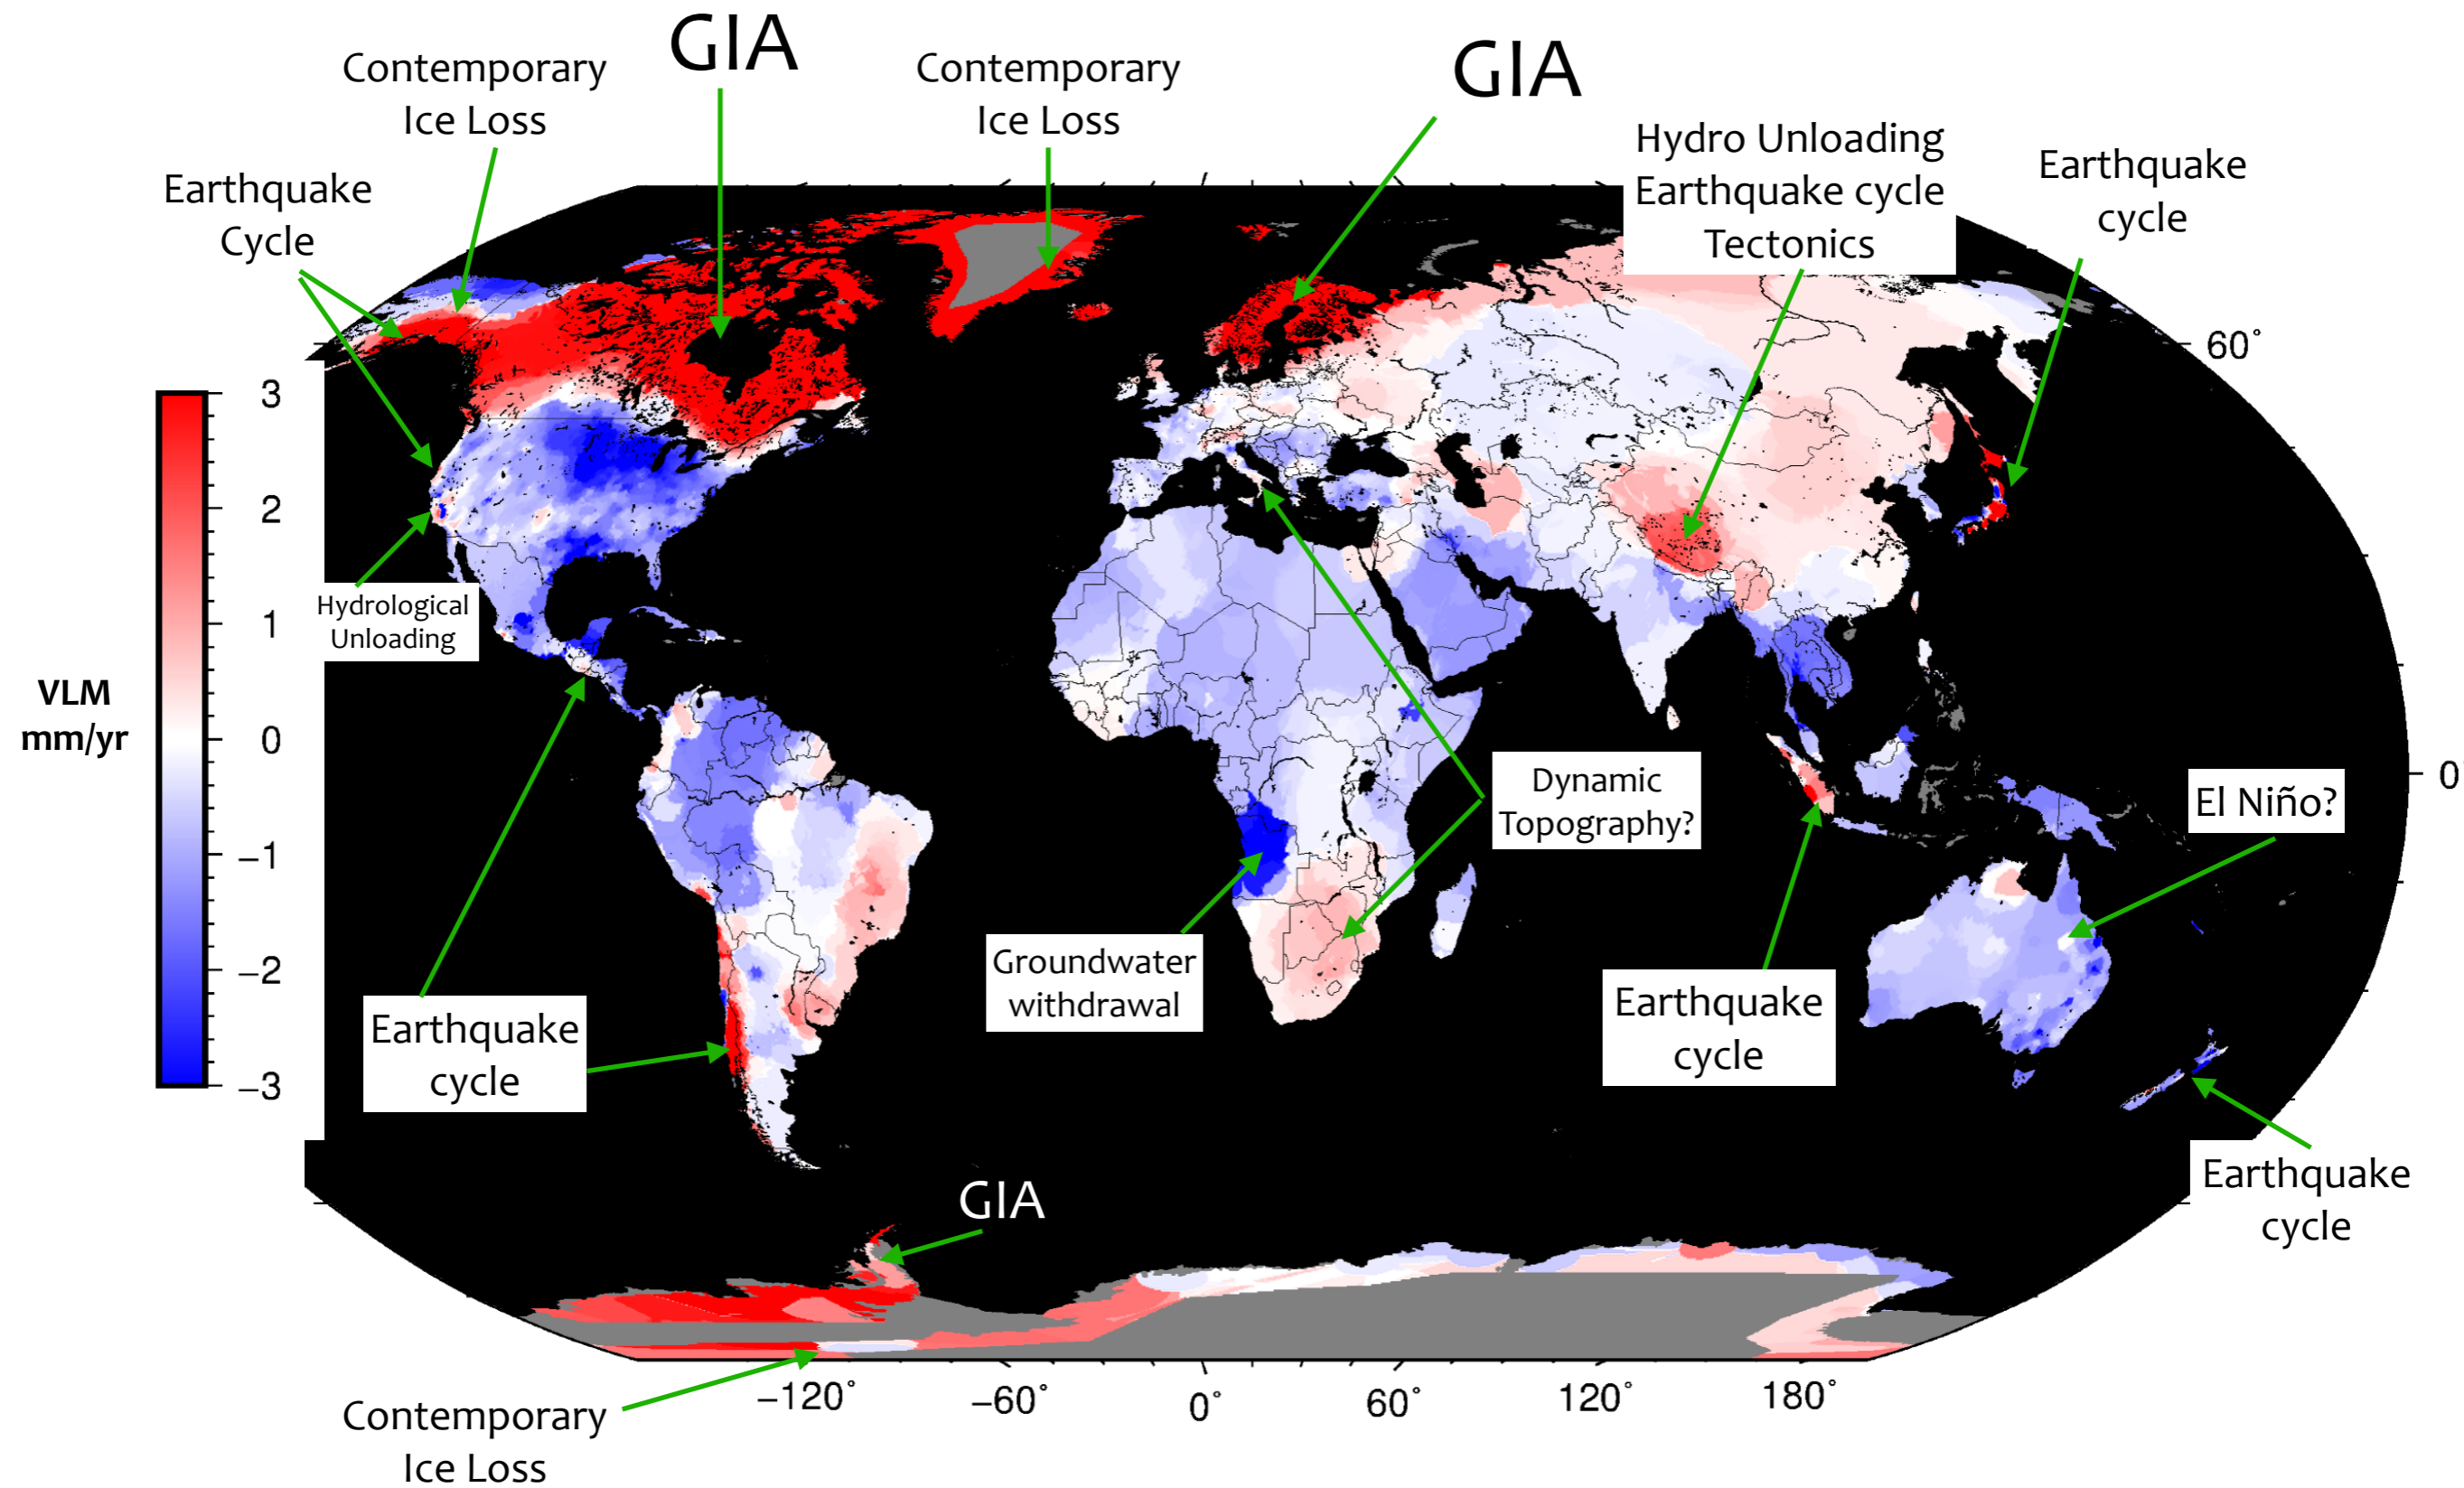 GIA
Contemporary
Ice Loss
Contemporary
Ice Loss
GIA
Hydro Unloading
Earthquake cycle
Tectonics
Earthquake
cycle
Earthquake
Cycle
60°
3
2
1
0
−1
−2
−3
VLM
mm/yr
Hydrological
Unloading
Dynamic
Topography?
0
El Niño?
Groundwater
withdrawal
Earthquake
cycle
Earthquake
cycle
Earthquake
cycle
GIA
−120°
−60°
0°
60°
120°
180°
Contemporary
Ice Loss